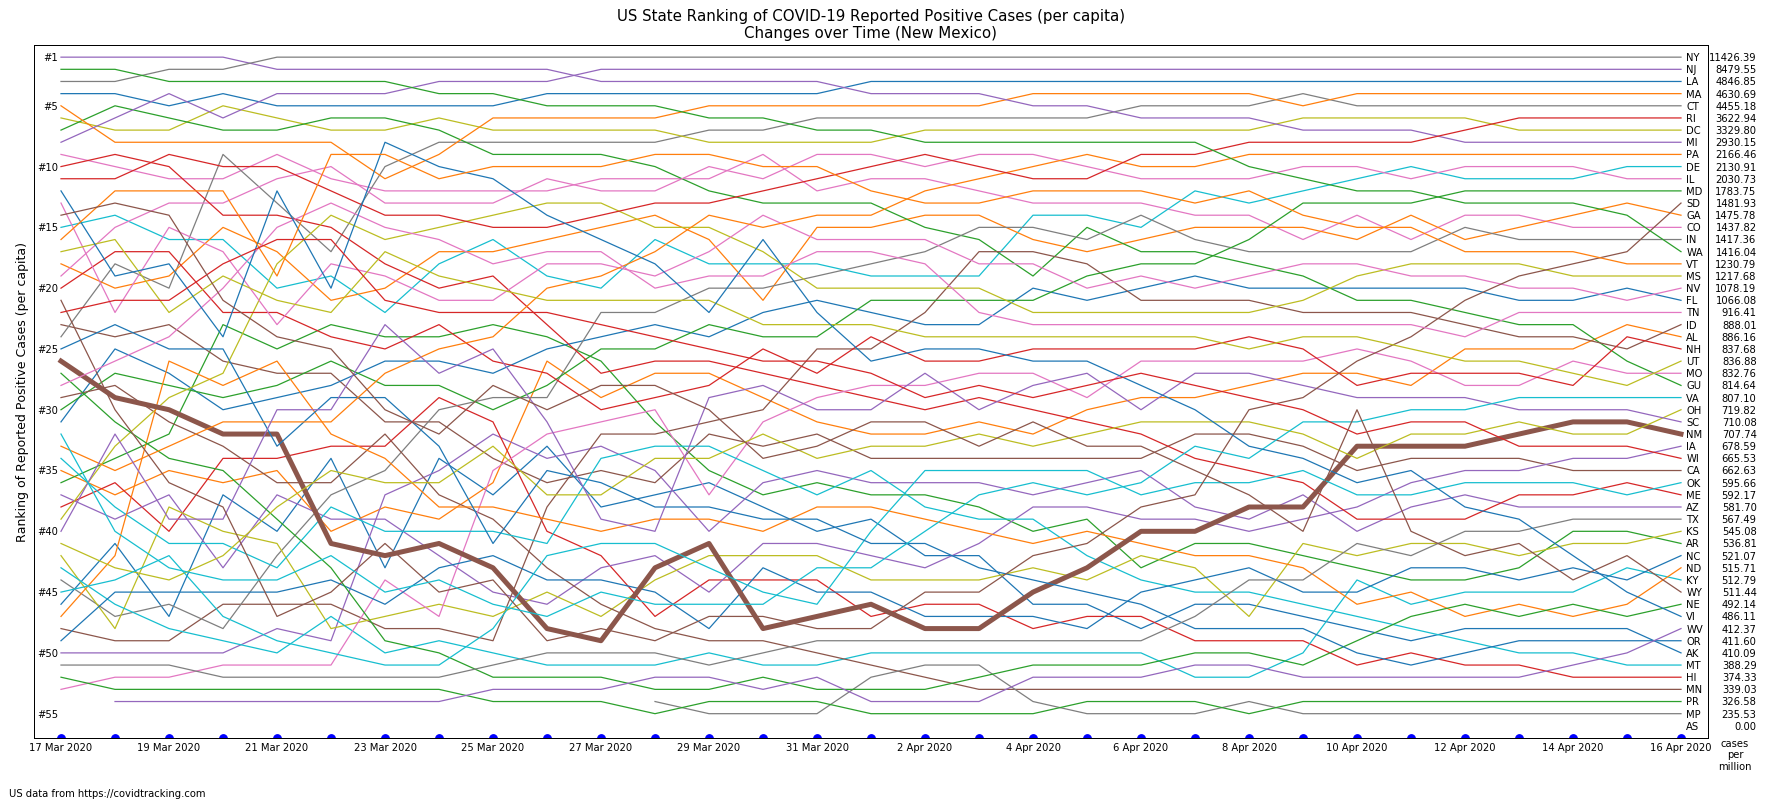 US State Ranking of COVID-19 Reported Positive Cases (per capita)
Changes over Time (New Mexico)
Ranking of Reported Positive Cases (per capita)
#1
#5
#10
#15
#20
#25
#30
#35
#40
#45
#50
#55
NY 11426.39
NJ 8479.55
LA 4846.85
MA 4630.69
CT 4455.18
RI 3622.94
DC 3329.80
MI 2930.15
PA 2166.46
DE 2130.91
IL 2030.73
MD 1783.75
SD 1481.93
GA 1475.78
CO 1437.82
IN 1417.36
WA 1416.04
VT 1230.79
MS 1217.68
NV 1078.19
FL 1066.08
TN 916.41
ID 888.01
AL 886.16
NH 837.68
UT 836.88
MO 832.76
GU 814.64
VA 807.10
OH 719.82
SC 710.08
NM 707.74
IA 678.59
WI 665.53
CA 662.63
OK 595.66
ME 592.17
AZ 581.70
TX 567.49
KS 545.08
AR 536.81
NC 521.07
ND 515.71
KY 512.79
WY 511.44
NE 492.14
VI 486.11
WV 412.37
OR 411.60
AK 410.09
MT 388.29
HI 374.33
MN 339.03
PR 326.58
MP 235.53
AS 0.00
17 Mar 2020 19 Mar 2020 21 Mar 2020 23 Mar 2020 25 Mar 2020 27 Mar 2020 29 Mar 2020 31 Mar 2020 2 Apr 2020 4 Apr 2020 6 Apr 2020 8 Apr 2020 10 Apr 2020 12 Apr 2020 14 Apr 2020 16 Apr 2020
cases
per
million
US data from https://covidtracking.com